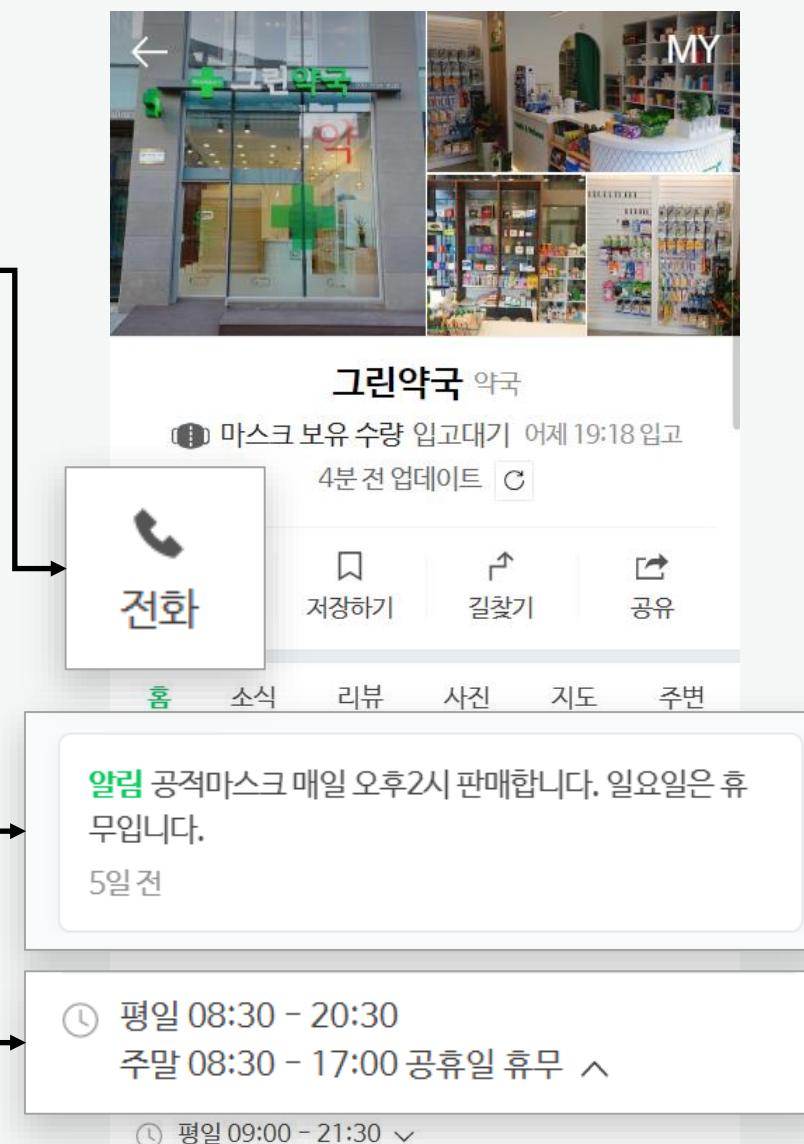 MY
그린약국
약
그린약국 약국
마스크 보유 수량 입고대기 어제 19:18 입고
4분 전 업데이트
전화
저장하기
길찾기
공유
홈 소식 리뷰 사진 지도 주변
알림 공적마스크 매일 오후2시 판매합니다. 일요일은 휴
무입니다.
5일 전
평일 08:30 - 20:30
주말 08:30 - 17:00 공휴일 휴무
평일 09:00 - 21:30